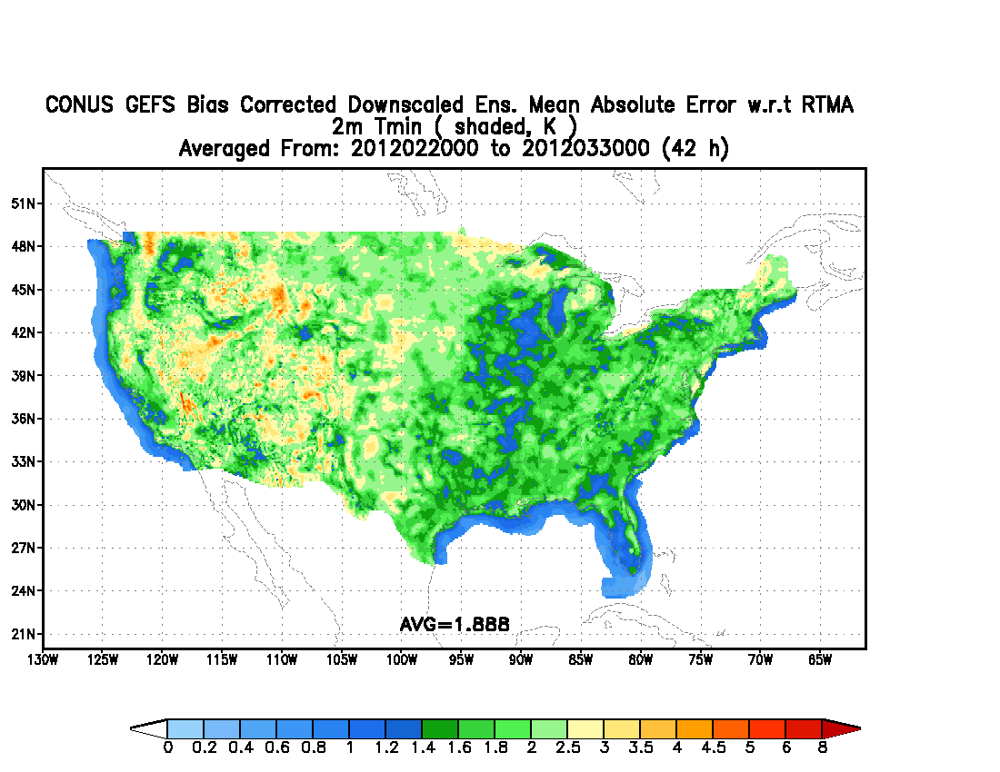 CONUS GEFS Bias Corrected Downscaled Ens. Mean Absolute Error w.r.t RTMA
2m Tmin ( shaded, K )
Averaged From: 2012022000 to 2012033000 (42 h)
51N
48N
45N
42N
39N
36N
33N
30N
27N
24N
21N
AVG=1.888
130W 125W 120W 115W 110W 105W 100W 95W 90W 85W 80W 75W 70W 65W
0 0.2 0.4 0.6 0.8 1 1.2 1.4 1.6 1.8 2 2.5 3 3.5 4 4.5 5 6 8